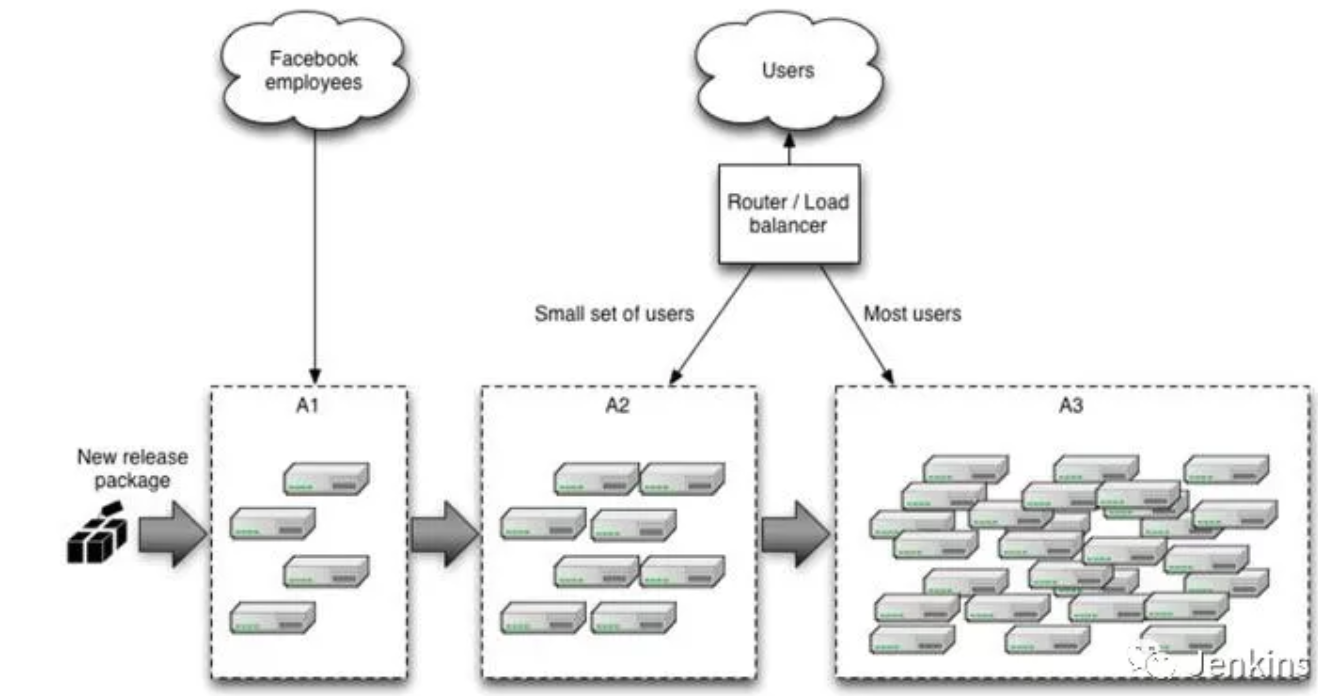 Facebook
employees
Users
Router / Load
balancer
Small set of users
Most users
A1
A2
A3
New release
package
Jenkins